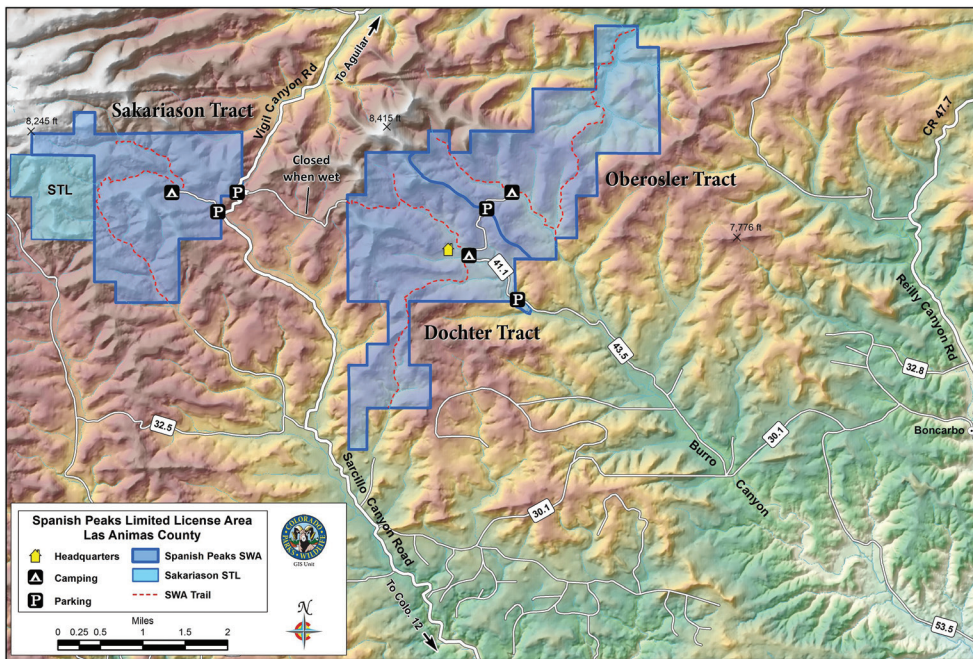 To Aguilar
Vigil Canyon Rd
Sakariason Tract
8,245 ft
8,415 ft
CR 47.7
Closed
when wet
STL
P
P
Oberosler Tract
P
7,776 ft
41.1
P
Reilly Canyon Rd
Dochter Tract
43.5
32.8
32.5
Boncarbo
30.1
Burro
Canyon
Sarcillo Canyon Road
30.1
To Colo. 12
53.5
Spanish Peaks Limited License Area
Las Animas County
Headquarters
Spanish Peaks SWA
Camping
Sakariason STL
P
Parking
SWA Trail
COLORADO
PARKS
WILDLIFE
GIS Unit
N
Miles
0 0.25 0.5 1 1.5 2